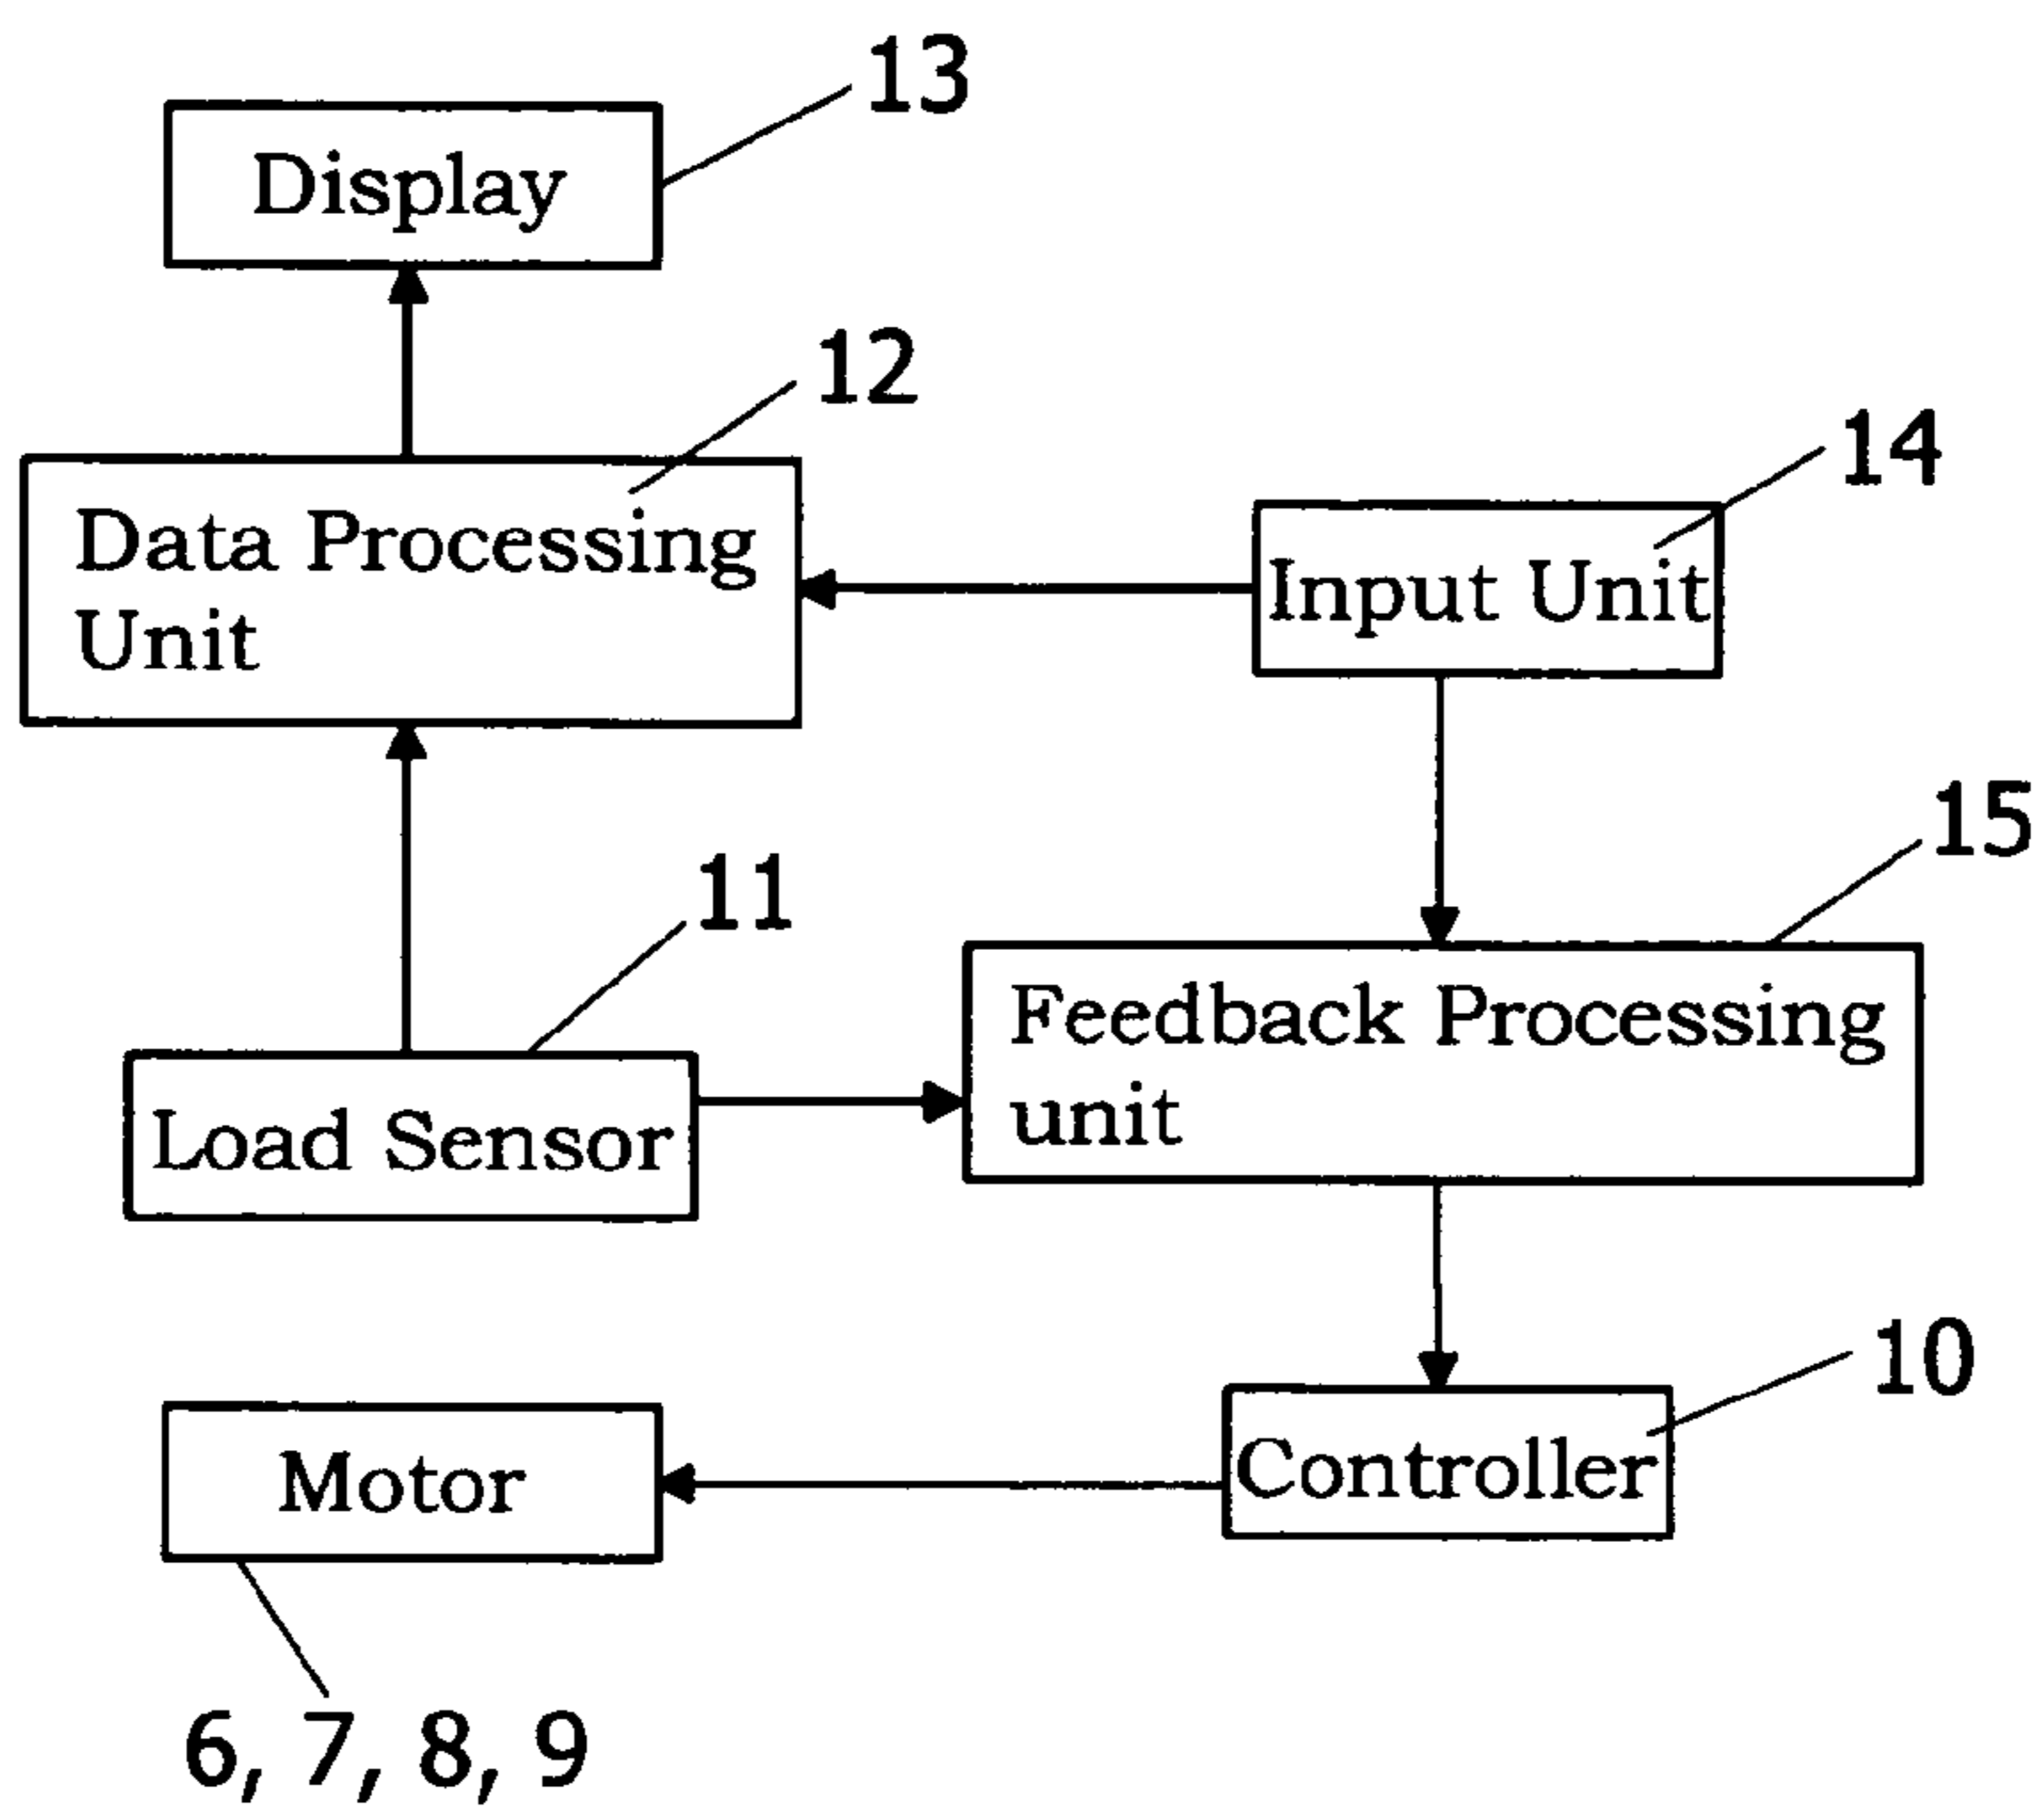 13
Display
12
14
Data Processing
Unit
Input Unit
15
11
Feedback Processing
unit
Load Sensor
10
Motor
Controller
6, 7, 8, 9